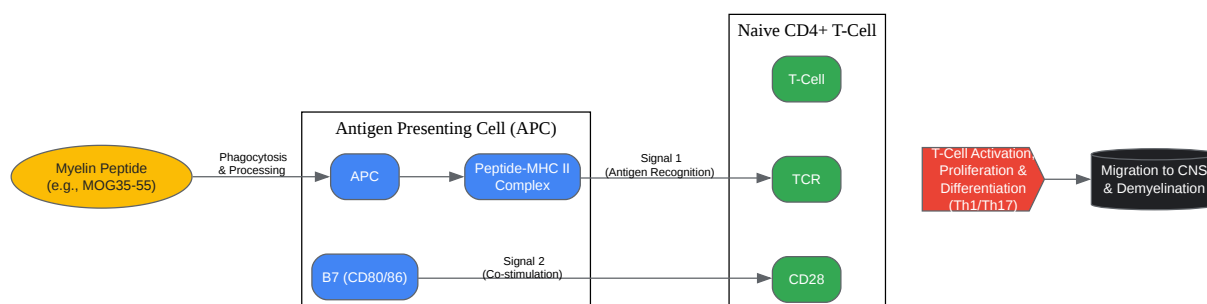 Naive CD4+ T-Cell
T-Cell
Antigen Presenting Cell (APC)
Myelin Peptide
(e.g., MOG35-55)
Phagocytosis
& Processing
APC
Peptide-MHC II
Complex
Signal 1
(Antigen Recognition)
TCR
T-Cell Activation,
Proliferation &
Differentiation
(Th1/Th17)
Migration to CNS
& Demyelination
B7 (CD80/86)
Signal 2
(Co-stimulation)
CD28